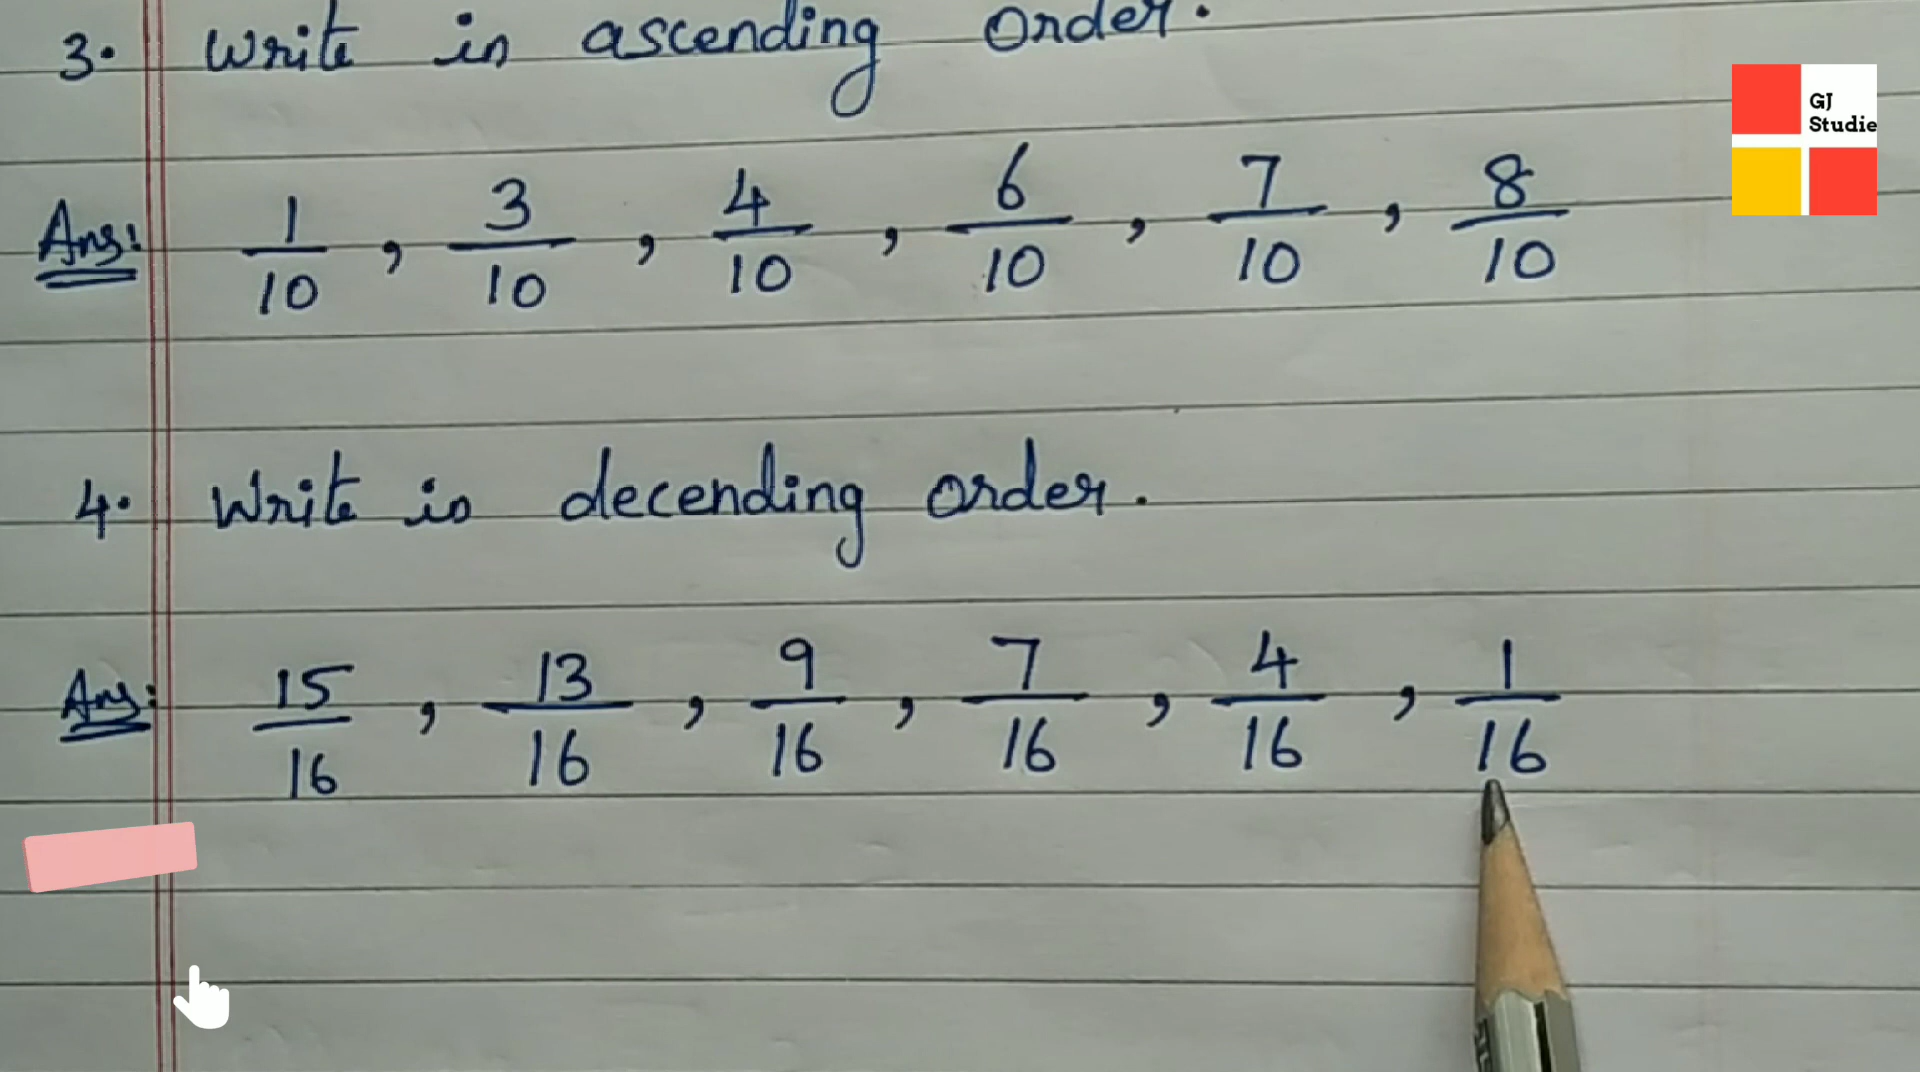 3. Write in ascending order.
GJ
Studie
Ans: 1/10, 3/10, 4/10, 6/10, 7/10, 8/10
4. Write in decending order.
Ans: 15/16, 13/16, 9/16, 7/16, 4/16, 1/16